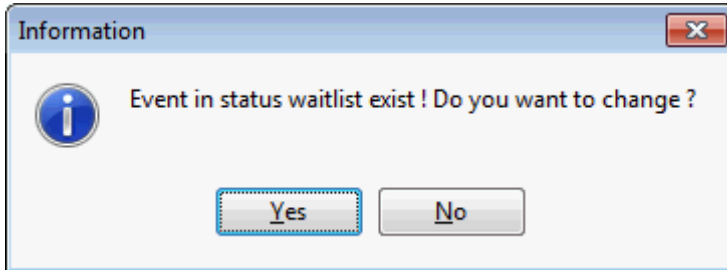 Information
Event in status waitlist exist ! Do you want to change ?
Yes No